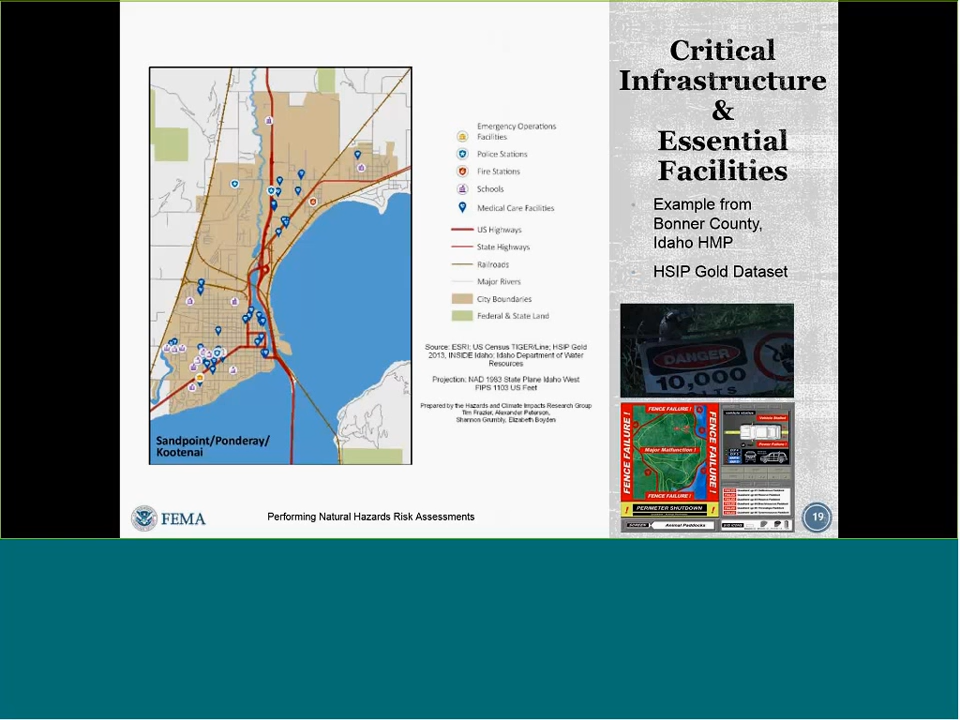 Critical
Infrastructure
&
Essential
Facilities
Example from
Bonner County,
Idaho HMP
HSIP Gold Dataset
Emergency Operations
Facilities
Police Stations
Fire Stations
Schools
Medical Care Facilities
US Highways
State Highways
Railroads
Major Rivers
City Boundaries
Federal & State Land
Source: ESRI; US Census TIGER/Line; HSIP Gold
2013, INSIDE Idaho; Idaho Department of Water
Resources
Projection: NAD 1983 State Plane Idaho West
FIPS 1103 US Feet
Prepared by the Hazards and Climate Impacts Research Group
Tim Frazier, Alexander Peterson,
Shannon Grumbly, Elizabeth Boyden
Sandpoint/Ponderay/
Kootenai
DANGER
10,000
FENCE FAILURE !
FENCE FAILURE !
FENCE FAILURE !
Major Malfunction !
FENCE FAILURE !
! PERIMETER SHUTDOWN !
Animal Paddocks
FEMA
Performing Natural Hazards Risk Assessments
19